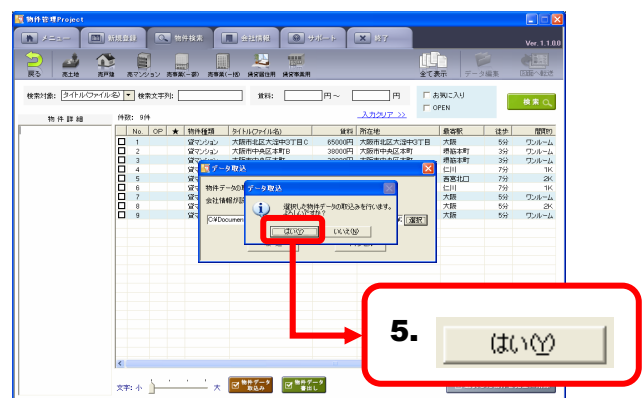 物件管理Project
メニュー 新規登録 物件検索 会社情報 サポート 終了
Ver. 1.1.0.0
戻る 売土地 売戸建 売マンション 売事業(一部) 売事業(一括) 賃貸居住用 賃貸事業用 全て表示 データ編集
検索対象: タイトル(ファイル名) 検索文字列: 賃料: 円～ 円 お気に入り
OPEN
検索
入力クリア >>
物件詳細 件数: 9件
No. OP ★ 物件種類 タイトル(ファイル名) 賃料 所在地 最寄駅 徒歩 間取り
1 賃マンション 大阪市北区大淀中3丁目C 65000円 大阪市北区大淀中3丁目 大阪 5分 ワンルーム
2 賃マンション 大阪市中央区本町B 38000円 大阪市中央区本町 堺筋本町 3分 ワンルーム
3 堺筋本町 3分 ワンルーム
4 仁川 7分 1K
5 西宮北口 7分 2K
6 仁川 7分 1K
7 大阪 5分 ワンルーム
8 大阪 5分 2K
9 大阪 5分 ワンルーム
データ取込
物件データの
会社情報が
C:¥Documen
選択
データ取込
選択した物件データの取込みを行います。
よろしいですか?
はい(Y) いいえ(N)
5. はい(Y)
文字: 小 大 物件データ取込み 物件データ書出し